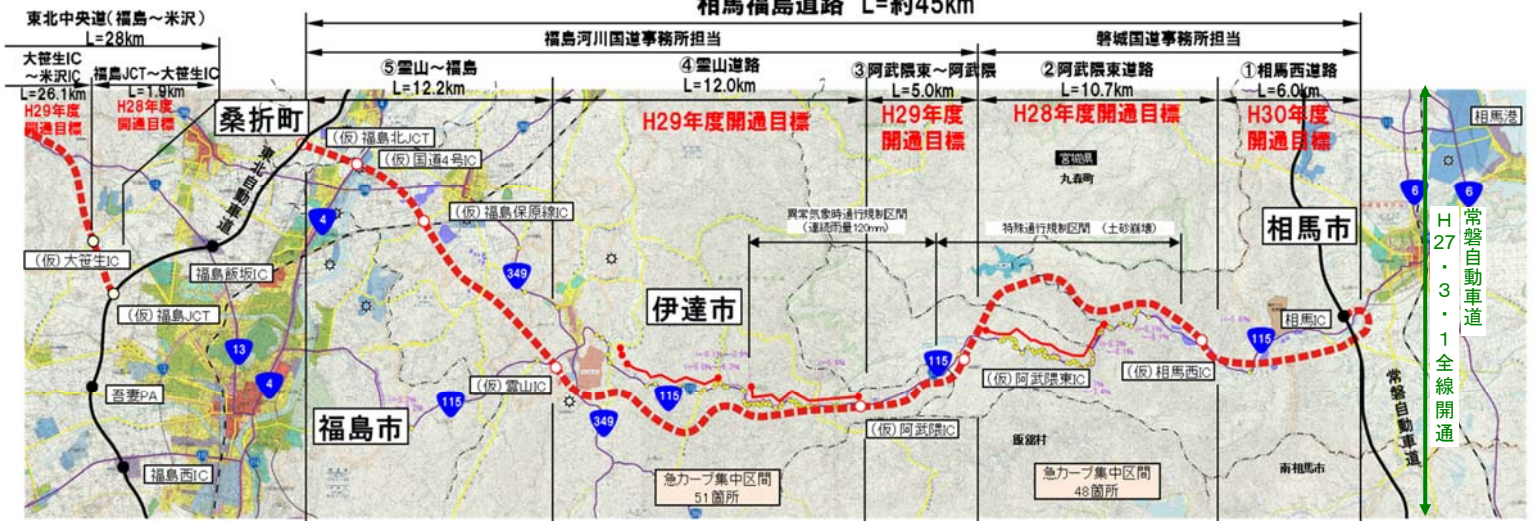 相馬福島道路 L=約45km
東北中央道(福島～米沢)
L=28km
福島河川国道事務所担当
磐城国道事務所担当
大笹生IC
～米沢IC
L=26.1km
H29年度
開通目標
福島JCT～大笹生IC
L=1.9km
H28年度
開通目標
⑤霊山～福島
L=12.2km
④霊山道路
L=12.0km
H29年度開通目標
③阿武隈東～阿武隈
L=5.0km
H29年度
開通目標
②阿武隈東道路
L=10.7km
H28年度開通目標
①相馬西道路
L=6.0km
H30年度
開通目標
桑折町
東北自動車道
(仮)福島北JCT
(仮)国道4号IC
(仮)福島保原線IC
相馬港
宮城県
丸森町
異常気象時通行規制区間
(連続雨量120mm)
特殊通行規制区間 (土砂崩壊)
相馬市
6
6
4
349
伊達市
(仮)大笹生IC
福島飯坂IC
(仮)福島JCT
相馬IC
115
115
13
4
吾妻PA
福島西IC
福島市
115
(仮)霊山IC
349
115
(仮)阿武隈IC
(仮)阿武隈東IC
(仮)相馬西IC
飯舘村
南相馬市
急カーブ集中区間
51箇所
急カーブ集中区間
48箇所
常磐自動車道
常磐自動車道
H27・3・1全線開通